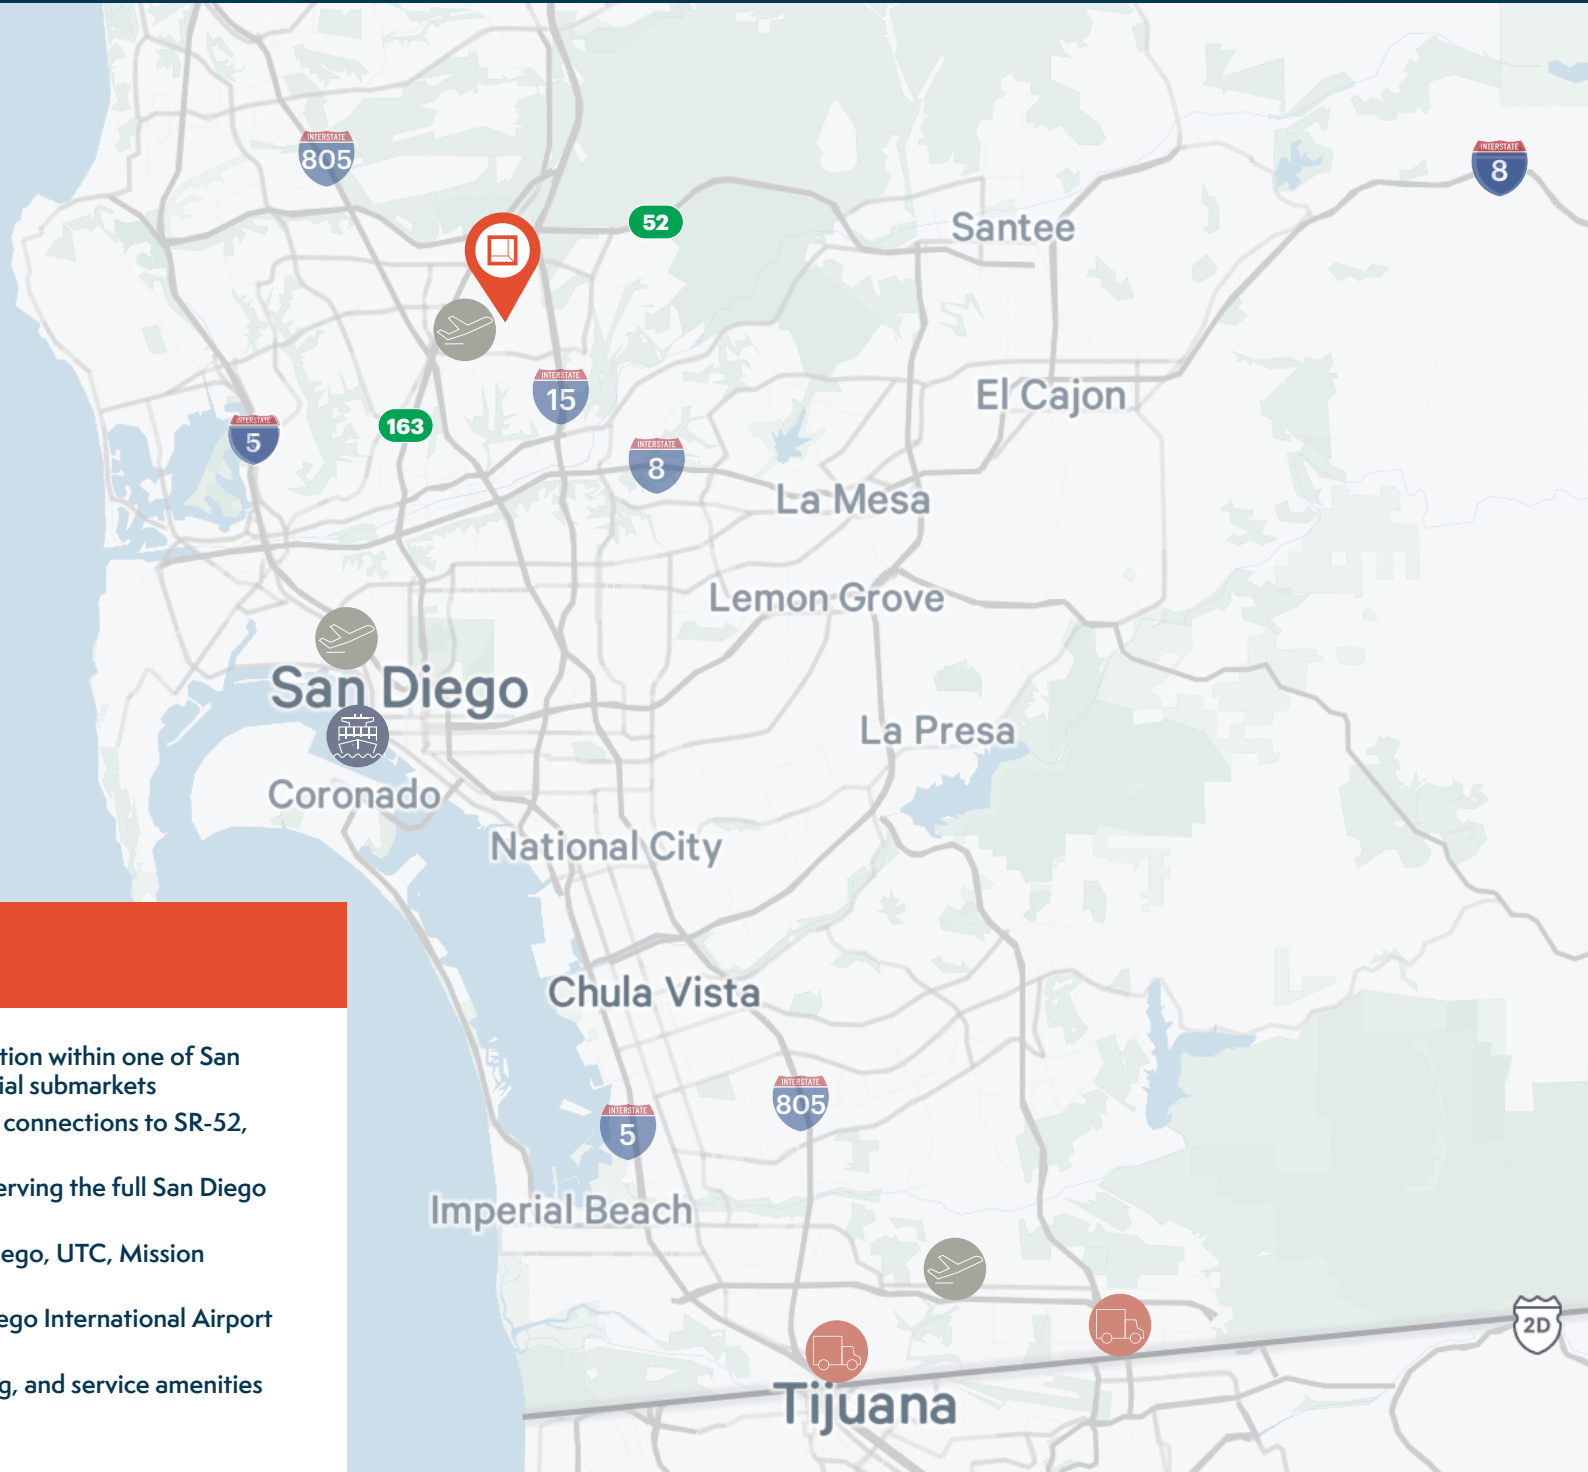 INTERSTATE
805
INTERSTATE
8
52
Santee
INTERSTATE
15
El Cajon
163
INTERSTATE
5
INTERSTATE
8
La Mesa
Lemon Grove
San Diego
La Presa
Coronado
National City
Chula Vista
INTERSTATE
805
INTERSTATE
5
Imperial Beach
2D
Tijuana
tion within one of San
ial submarkets
connections to SR-52,
erving the full San Diego
ego, UTC, Mission
ego International Airport
g, and service amenities